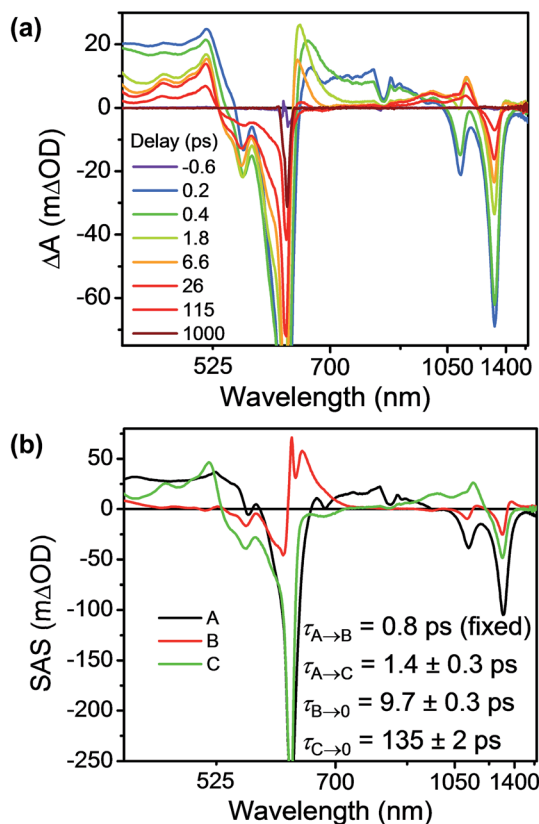 (a)
20
0
-20
-40
-60
ΔA (mΔOD)
Delay (ps)
-0.6
0.2
0.4
1.8
6.6
26
115
1000
525 700 1050 1400
Wavelength (nm)
(b)
50
0
-50
-100
-150
-200
-250
SAS (mΔOD)
A
B
C
τA→B = 0.8 ps (fixed)
τA→C = 1.4 ± 0.3 ps
τB→0 = 9.7 ± 0.3 ps
τC→0 = 135 ± 2 ps
525 700 1050 1400
Wavelength (nm)